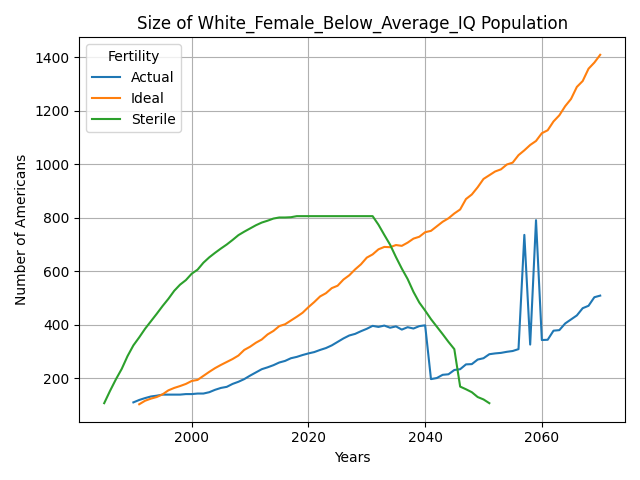 Size of White_Female_Below_Average_IQ Population
Fertility
Actual
Ideal
Sterile
Number of Americans
1400
1200
1000
800
600
400
200
2000
2020
2040
2060
Years